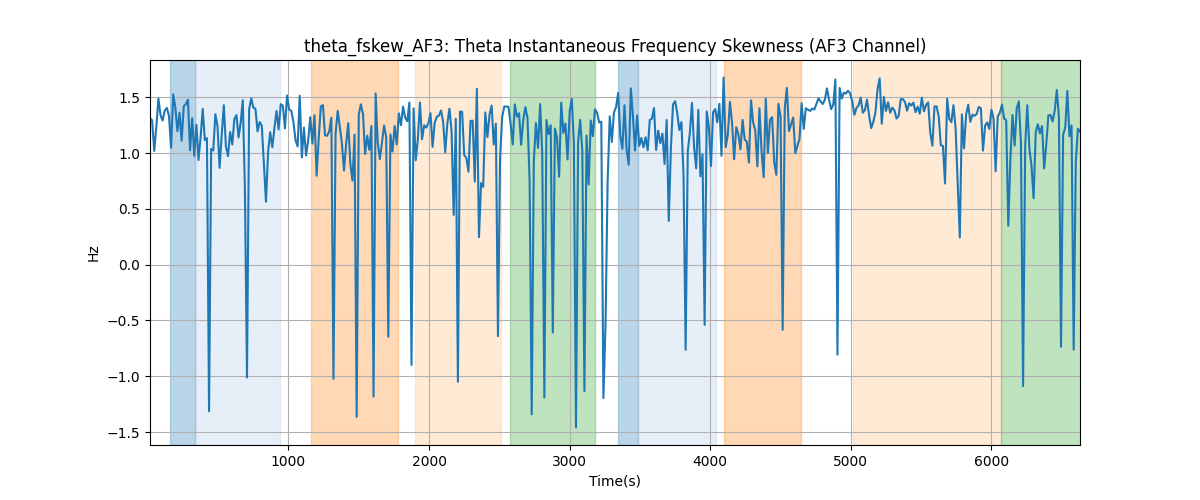 theta_fskew_AF3: Theta Instantaneous Frequency Skewness (AF3 Channel)
1.5
1.0
0.5
0.0
−0.5
−1.0
−1.5
Hz
1000 2000 3000 4000 5000 6000
Time(s)